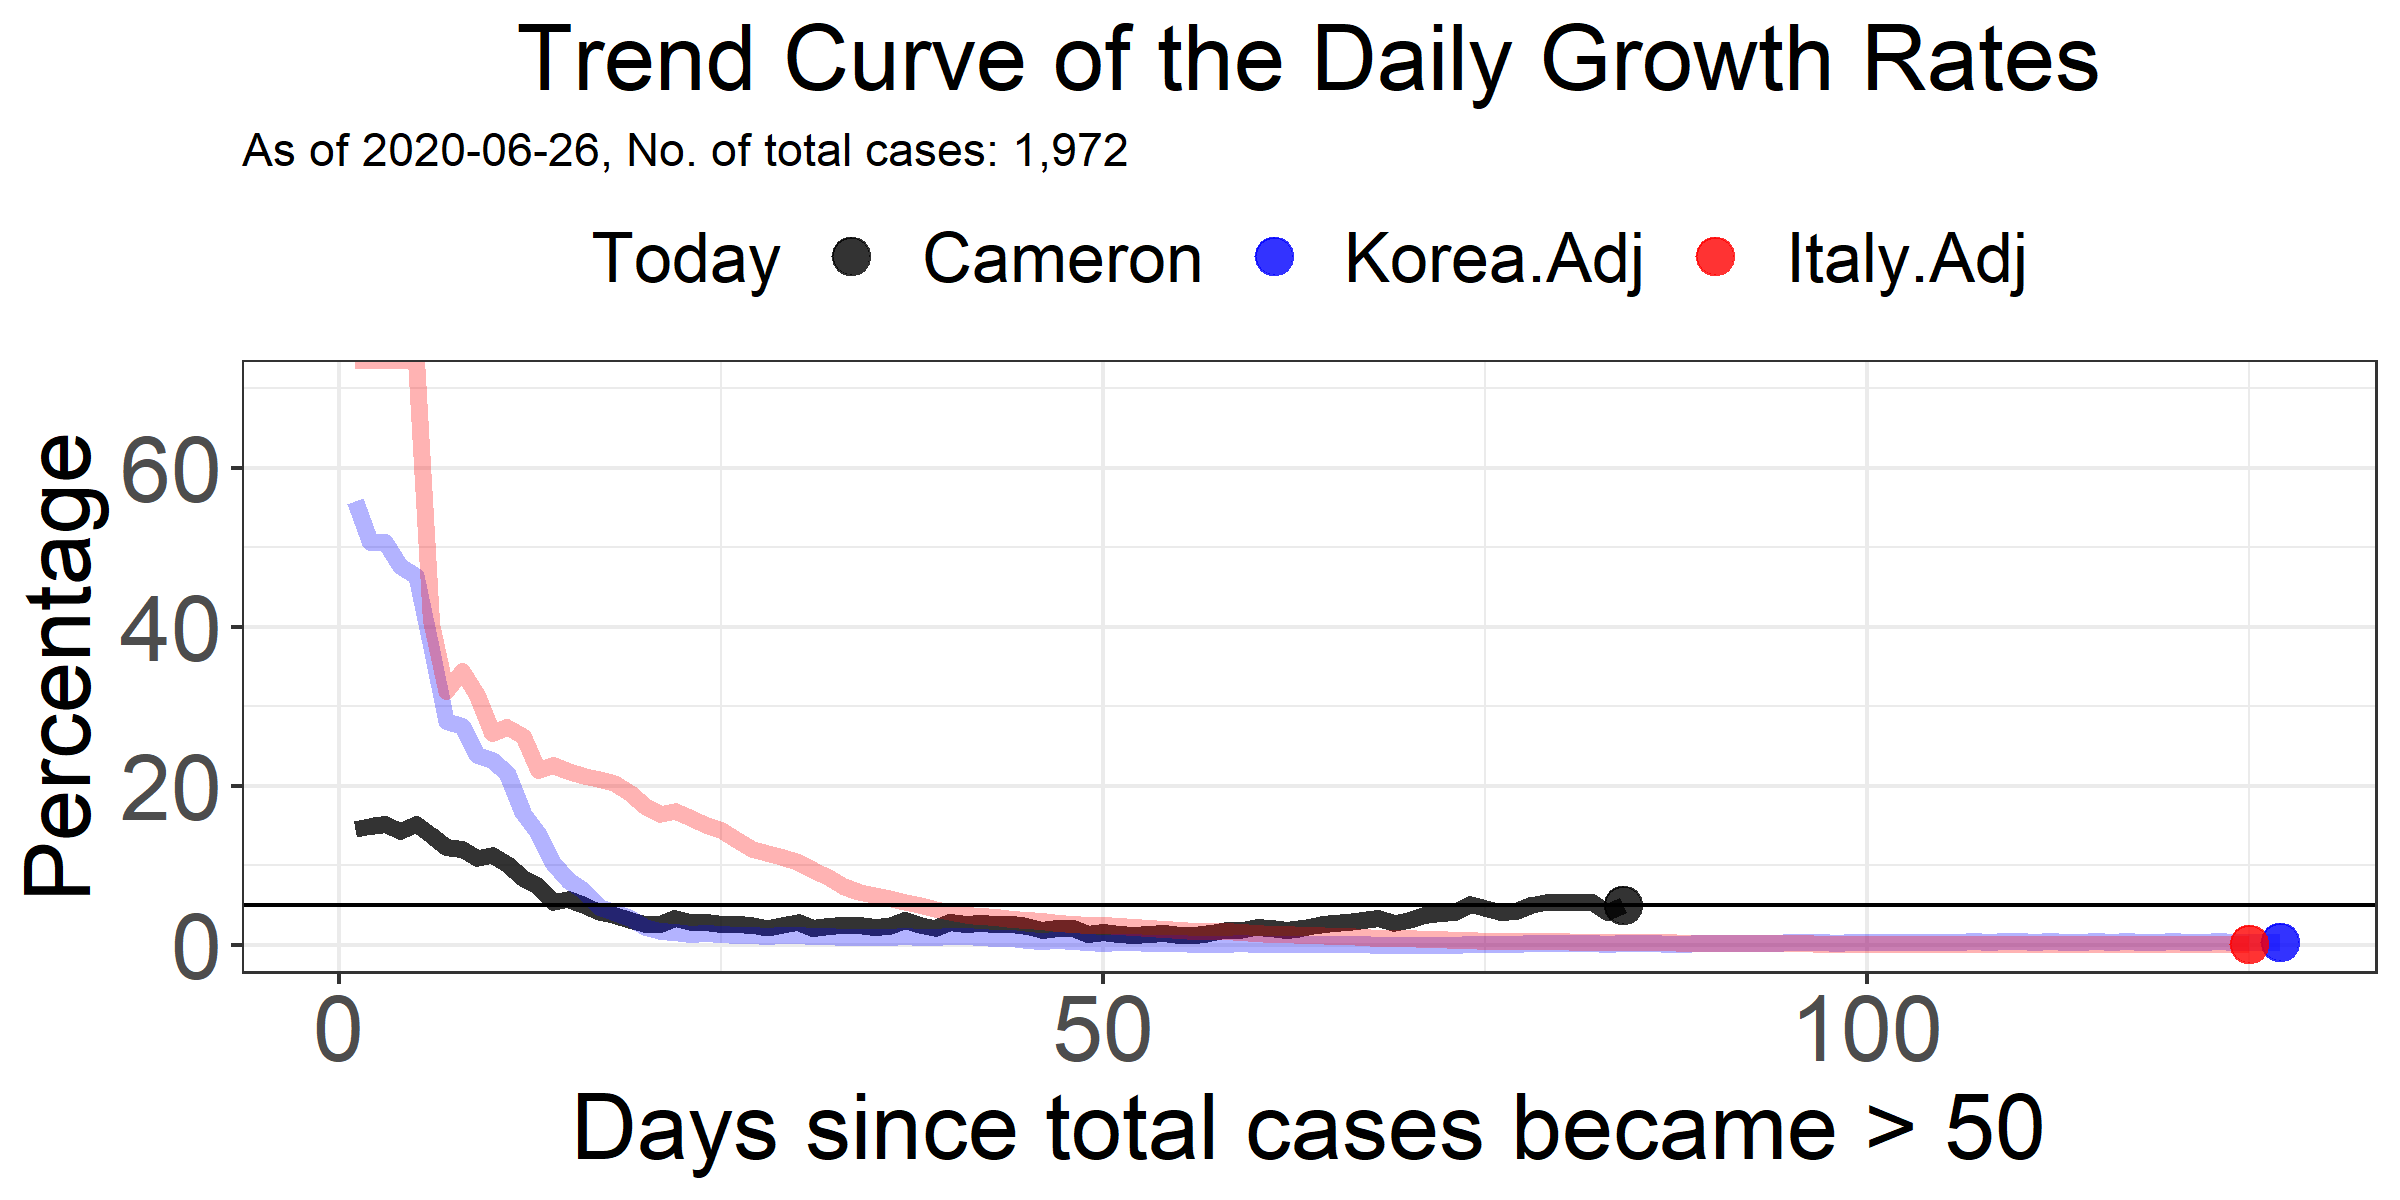 Trend Curve of the Daily Growth Rates
As of 2020-06-26, No. of total cases: 1,972
Today Cameron Korea.Adj Italy.Adj
Percentage
60
40
20
0
0 50 100
Days since total cases became > 50